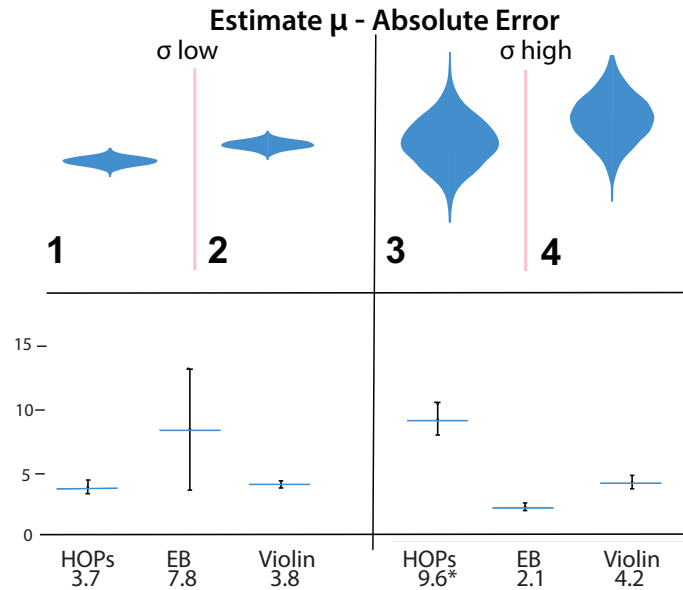 Estimate μ - Absolute Error
σ low
σ high
1
2
3
4
15
10
5
0
HOPs
3.7
EB
7.8
Violin
3.8
HOPs
9.6*
EB
2.1
Violin
4.2